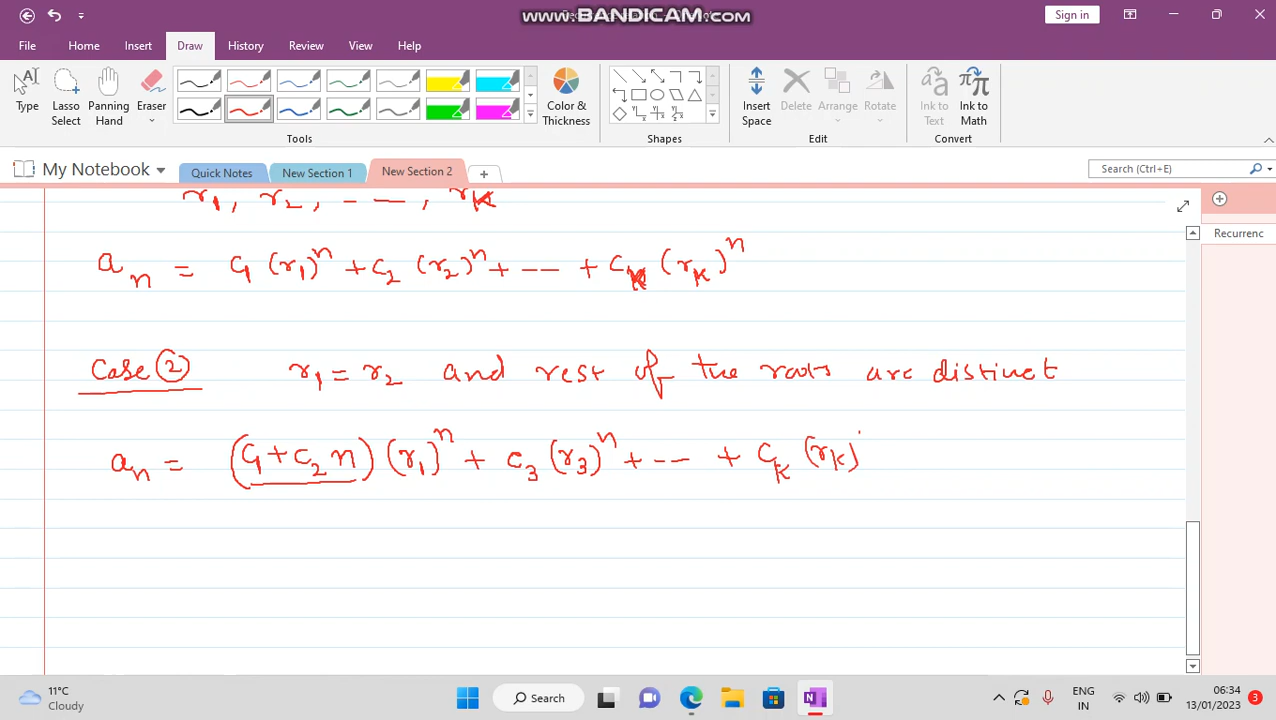 www.BANDICAM.com
Sign in
File Home Insert Draw History Review View Help
Type Lasso Select Panning Hand Eraser Color & Thickness Insert Space Delete Arrange Rotate Ink to Text Ink to Math
Tools Shapes Edit Convert
My Notebook Quick Notes New Section 1 New Section 2 Search (Ctrl+E)
r₁, r₂, - — , rₖ
Recurrenc
aₙ = C₁ (r₁)ⁿ + C₂ (r₂)ⁿ + -- + Cₖ (rₖ)ⁿ
Case ② r₁ = r₂ and rest of the roots are distinct
aₙ = (C₁ + C₂ n) (r₁)ⁿ + C₃ (r₃)ⁿ + -- + Cₖ (rₖ)
11°C
Cloudy
Search
ENG
IN
06:34
13/01/2023
3